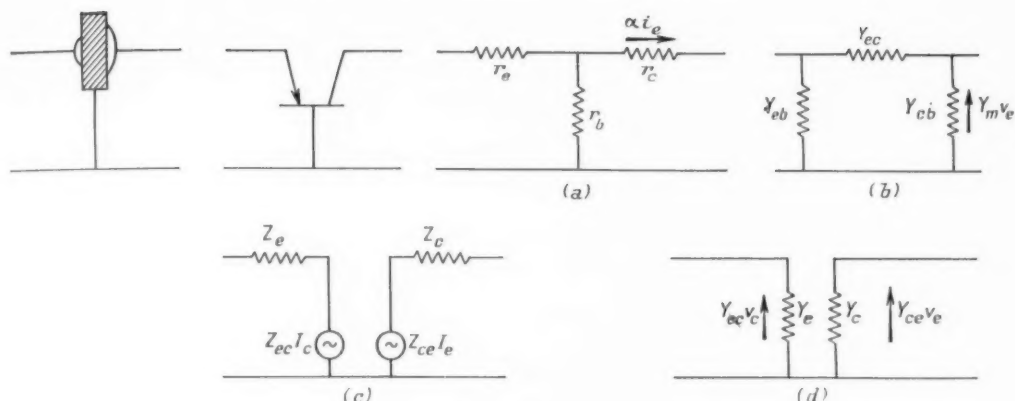 αi_e
r_e
r_c
r_b
(a)
Y_ec
Y_eb
Y_cb
Y_m v_e
(b)
Z_e
Z_c
Z_ec I_c
Z_ce I_e
(c)
Y_ec v_c
Y_e
Y_c
Y_ce v_e
(d)